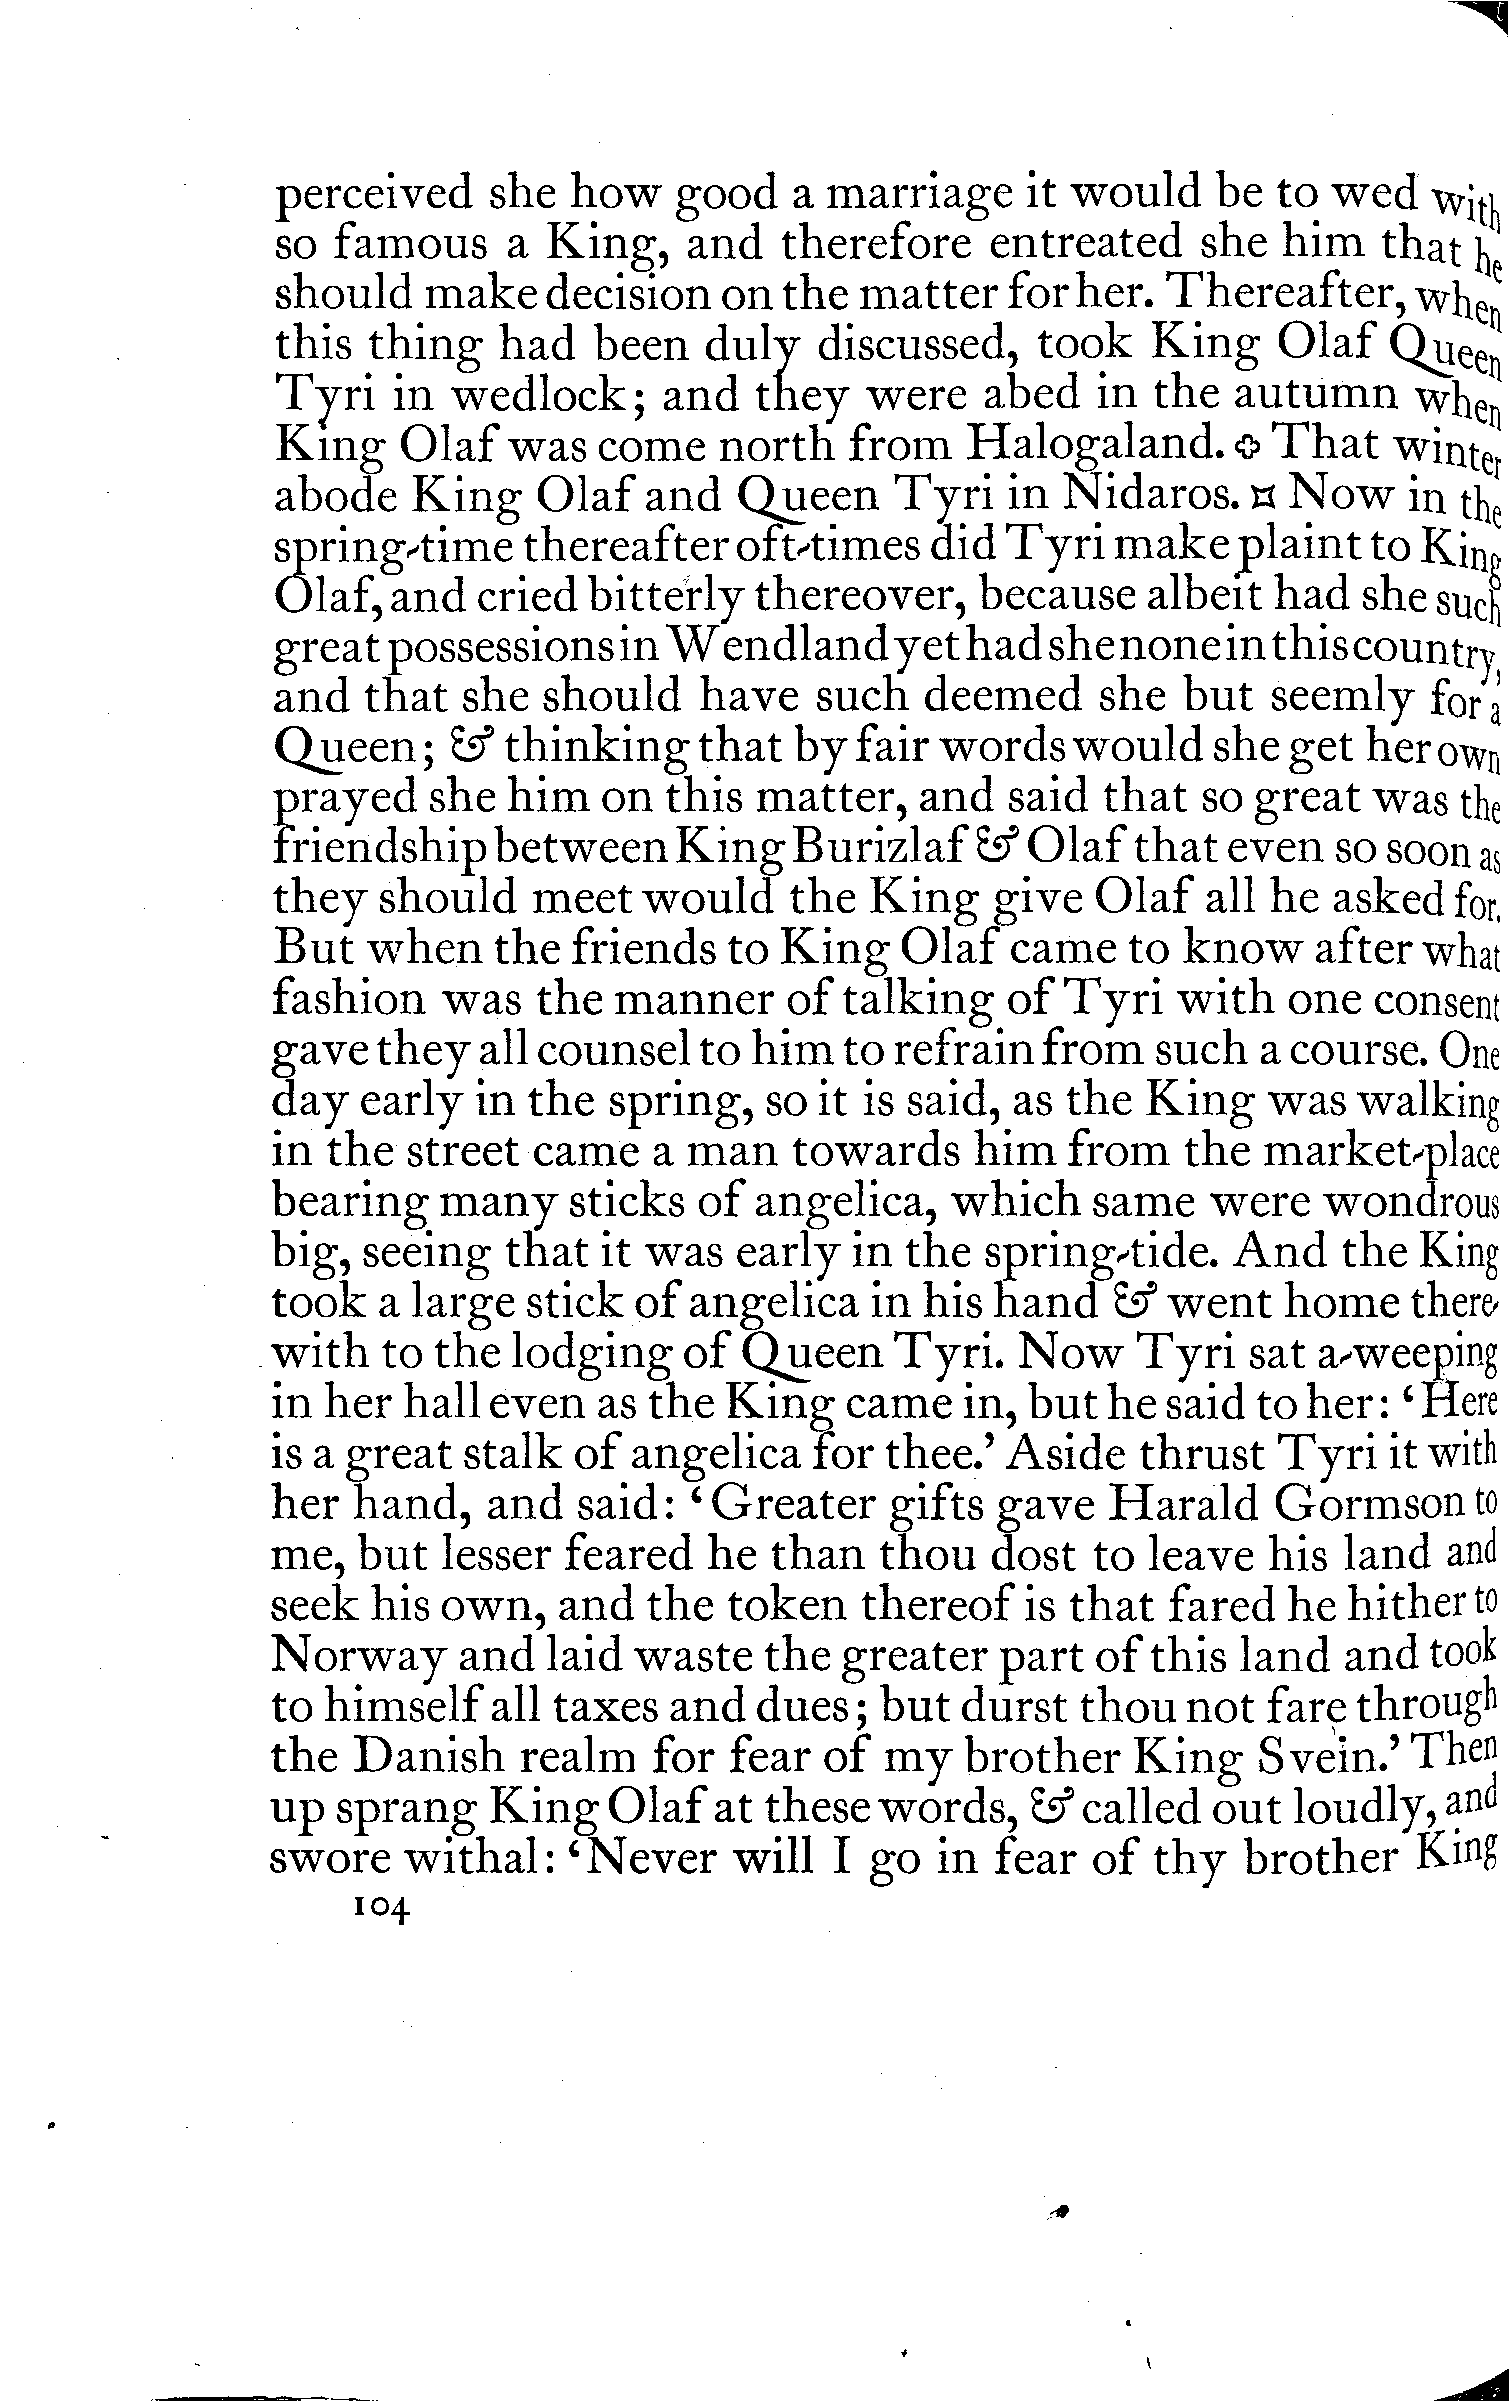 perceived she how good a marriage it would be to wed with
so famous a King, and therefore entreated she him that he
should make decision on the matter for her. Thereafter, when
this thing had been duly discussed, took King Olaf Queen
Tyri in wedlock; and they were abed in the autumn when
King Olaf was come north from Halogaland. ✥ That winter
abode King Olaf and Queen Tyri in Nidaros. ¤ Now in the
spring-time thereafter oft-times did Tyri make plaint to King
Olaf, and cried bitterly thereover, because albeit had she such
great possessions in Wendland yet had she none in this country,
and that she should have such deemed she but seemly for a
Queen; & thinking that by fair words would she get her own
prayed she him on this matter, and said that so great was the
friendship between King Burizlaf & Olaf that even so soon as
they should meet would the King give Olaf all he asked for.
But when the friends to King Olaf came to know after what
fashion was the manner of talking of Tyri with one consent
gave they all counsel to him to refrain from such a course. One
day early in the spring, so it is said, as the King was walking
in the street came a man towards him from the market-place
bearing many sticks of angelica, which same were wondrous
big, seeing that it was early in the spring-tide. And the King
took a large stick of angelica in his hand & went home there-
with to the lodging of Queen Tyri. Now Tyri sat a-weeping
in her hall even as the King came in, but he said to her: ‘Here
is a great stalk of angelica for thee.’ Aside thrust Tyri it with
her hand, and said: ‘Greater gifts gave Harald Gormson to
me, but lesser feared he than thou dost to leave his land and
seek his own, and the token thereof is that fared he hither to
Norway and laid waste the greater part of this land and took
to himself all taxes and dues; but durst thou not fare through
the Danish realm for fear of my brother King Svein.’ Then
up sprang King Olaf at these words, & called out loudly, and
swore withal: ‘Never will I go in fear of thy brother King
104